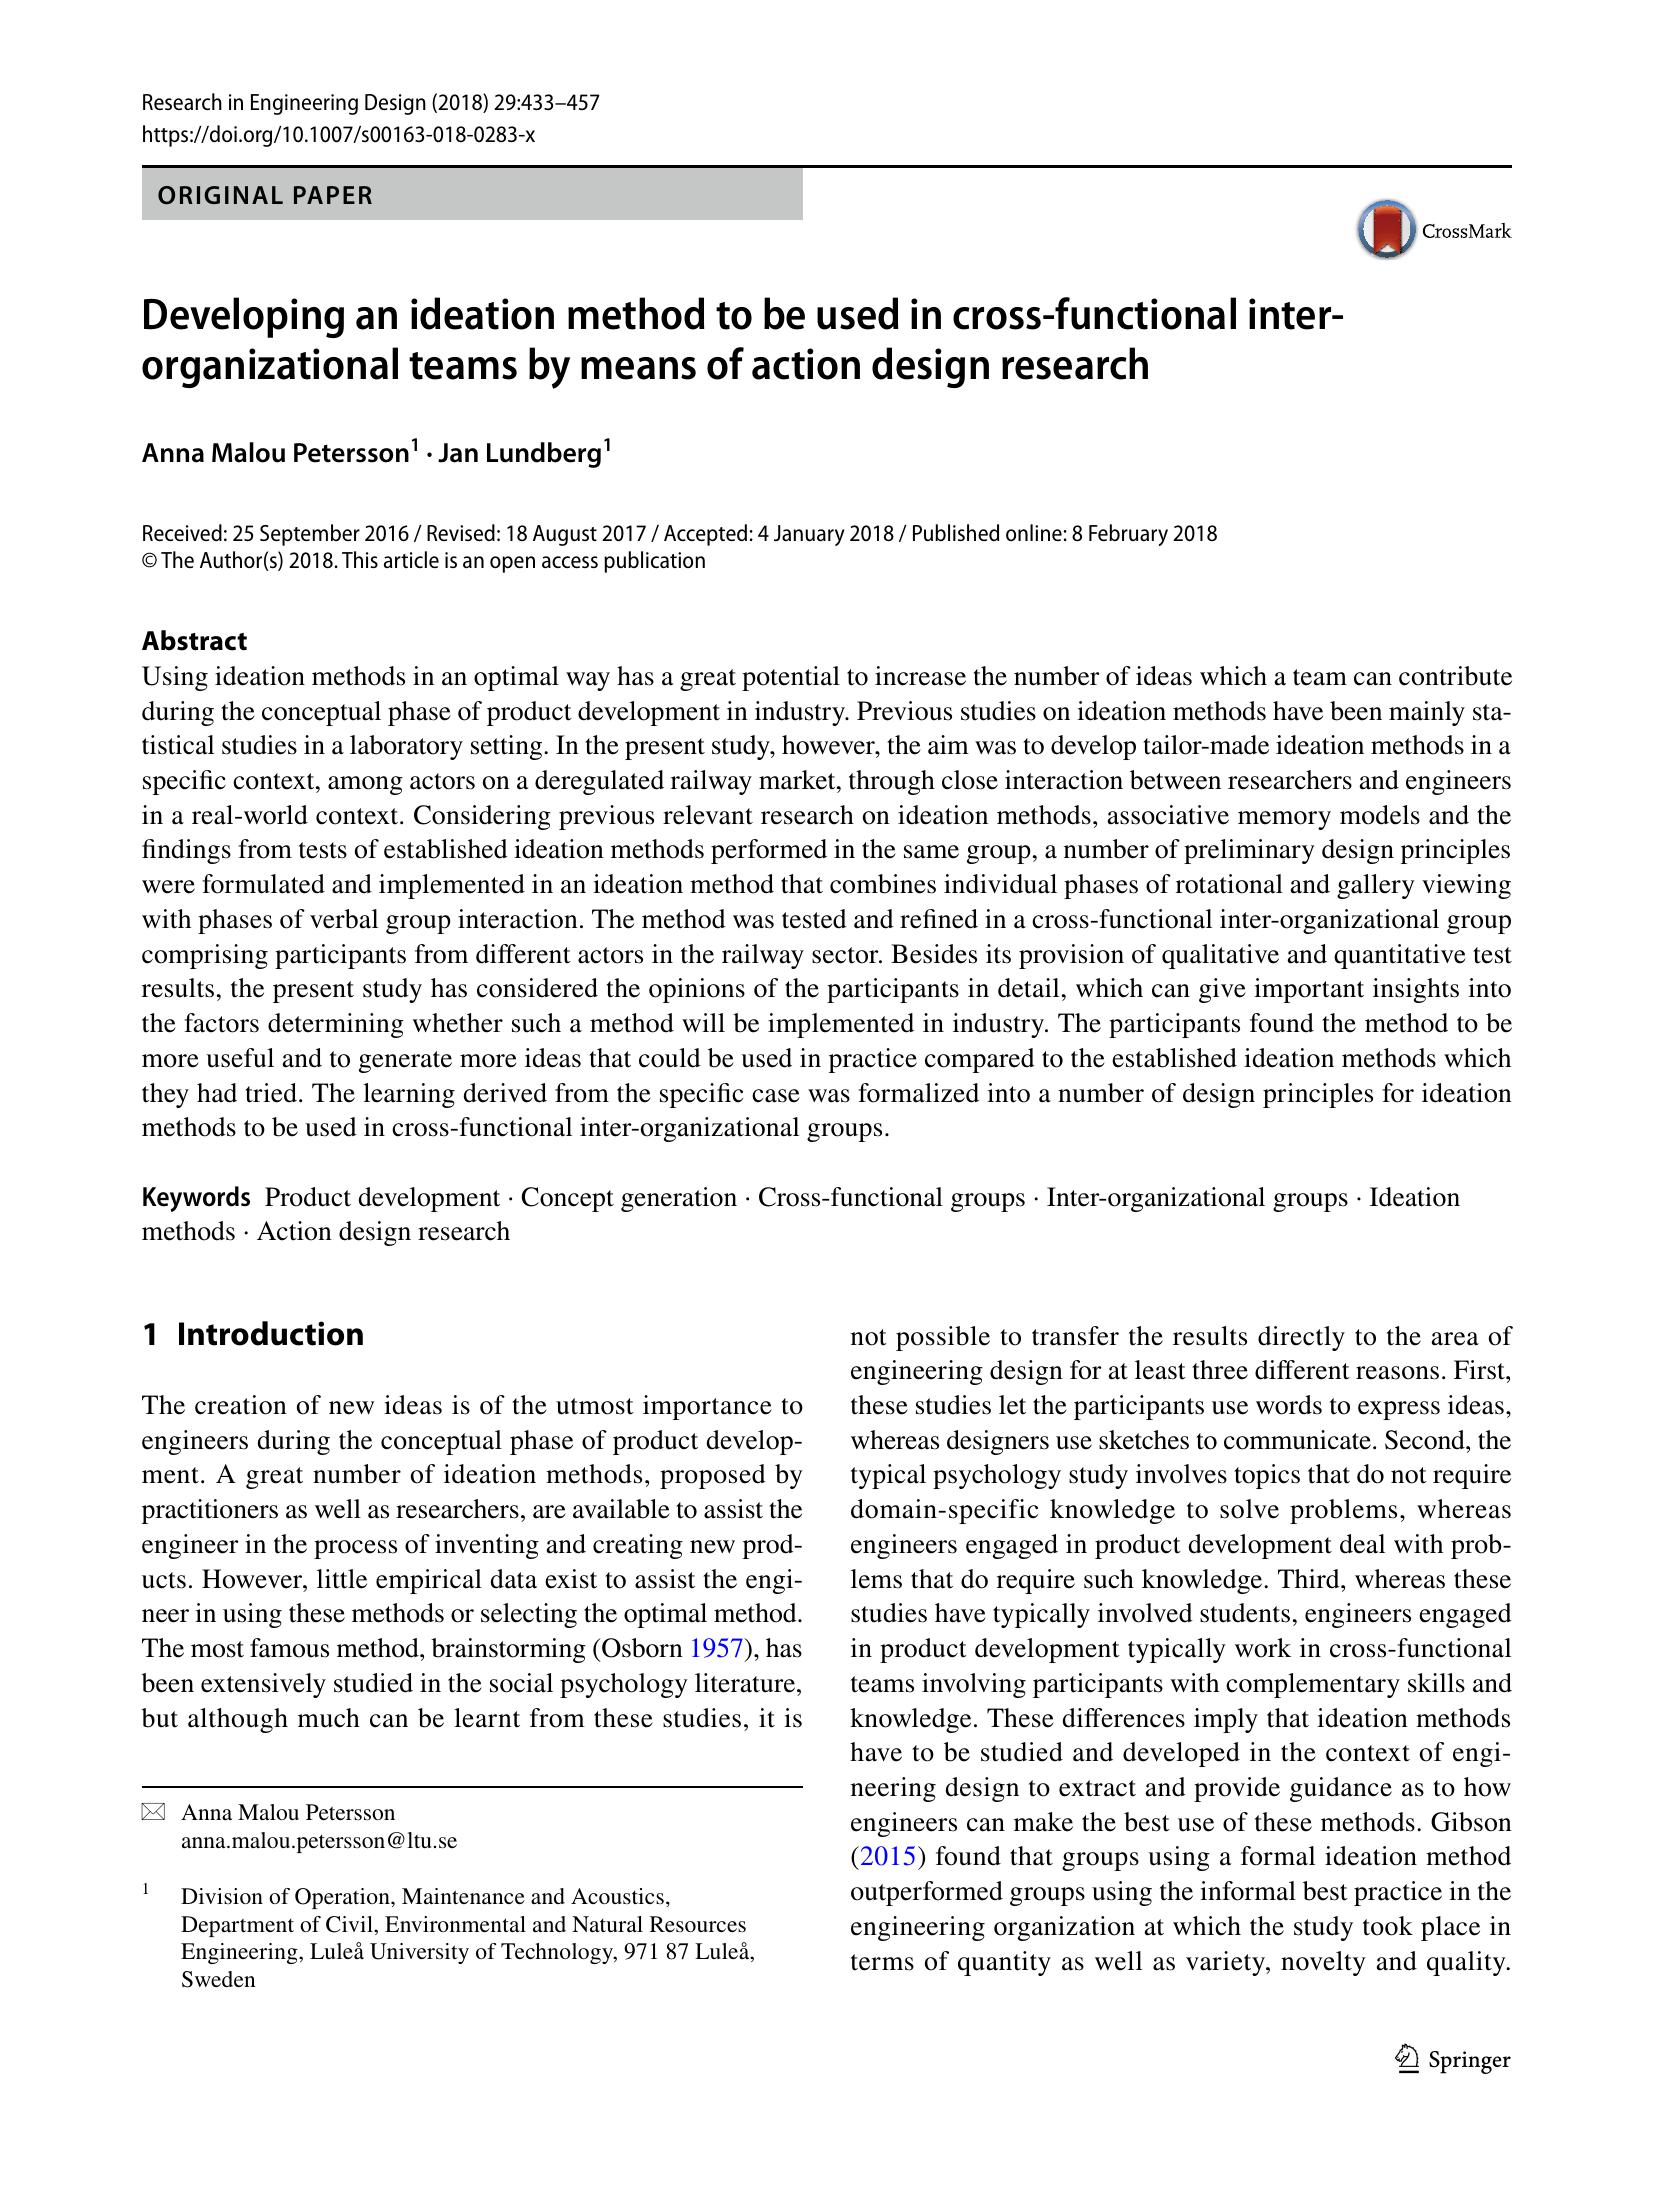 Research in Engineering Design (2018) 29:433–457
https://doi.org/10.1007/s00163-018-0283-x
ORIGINAL PAPER
CrossMark
Developing an ideation method to be used in cross-functional inter-
organizational teams by means of action design research
Anna Malou Petersson1 · Jan Lundberg1
Received: 25 September 2016 / Revised: 18 August 2017 / Accepted: 4 January 2018 / Published online: 8 February 2018
© The Author(s) 2018. This article is an open access publication
Abstract
Using ideation methods in an optimal way has a great potential to increase the number of ideas which a team can contribute
during the conceptual phase of product development in industry. Previous studies on ideation methods have been mainly sta-
tistical studies in a laboratory setting. In the present study, however, the aim was to develop tailor-made ideation methods in a
specific context, among actors on a deregulated railway market, through close interaction between researchers and engineers
in a real-world context. Considering previous relevant research on ideation methods, associative memory models and the
findings from tests of established ideation methods performed in the same group, a number of preliminary design principles
were formulated and implemented in an ideation method that combines individual phases of rotational and gallery viewing
with phases of verbal group interaction. The method was tested and refined in a cross-functional inter-organizational group
comprising participants from different actors in the railway sector. Besides its provision of qualitative and quantitative test
results, the present study has considered the opinions of the participants in detail, which can give important insights into
the factors determining whether such a method will be implemented in industry. The participants found the method to be
more useful and to generate more ideas that could be used in practice compared to the established ideation methods which
they had tried. The learning derived from the specific case was formalized into a number of design principles for ideation
methods to be used in cross-functional inter-organizational groups.
Keywords Product development · Concept generation · Cross-functional groups · Inter-organizational groups · Ideation
methods · Action design research
1 Introduction
The creation of new ideas is of the utmost importance to
engineers during the conceptual phase of product develop-
ment. A great number of ideation methods, proposed by
practitioners as well as researchers, are available to assist the
engineer in the process of inventing and creating new prod-
ucts. However, little empirical data exist to assist the engi-
neer in using these methods or selecting the optimal method.
The most famous method, brainstorming (Osborn 1957), has
been extensively studied in the social psychology literature,
but although much can be learnt from these studies, it is
Anna Malou Petersson
anna.malou.petersson@ltu.se
1 Division of Operation, Maintenance and Acoustics,
Department of Civil, Environmental and Natural Resources
Engineering, Luleå University of Technology, 971 87 Luleå,
Sweden
not possible to transfer the results directly to the area of
engineering design for at least three different reasons. First,
these studies let the participants use words to express ideas,
whereas designers use sketches to communicate. Second, the
typical psychology study involves topics that do not require
domain-specific knowledge to solve problems, whereas
engineers engaged in product development deal with prob-
lems that do require such knowledge. Third, whereas these
studies have typically involved students, engineers engaged
in product development typically work in cross-functional
teams involving participants with complementary skills and
knowledge. These differences imply that ideation methods
have to be studied and developed in the context of engi-
neering design to extract and provide guidance as to how
engineers can make the best use of these methods. Gibson
(2015) found that groups using a formal ideation method
outperformed groups using the informal best practice in the
engineering organization at which the study took place in
terms of quantity as well as variety, novelty and quality.
Springer